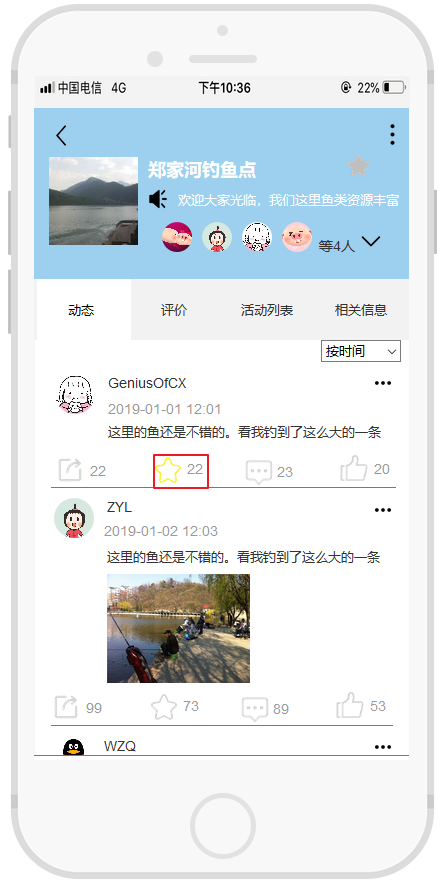 中国电信 4G 下午10:36 22%
郑家河钓鱼点
欢迎大家光临，我们这里鱼类资源丰富
等4人
动态 评价 活动列表 相关信息
按时间
GeniusOfCX
2019-01-01 12:01
这里的鱼还是不错的。看我钓到了这么大的一条
22 22 23 20
ZYL
2019-01-02 12:03
这里的鱼还是不错的。看我钓到了这么大的一条
99 73 89 53
WZQ